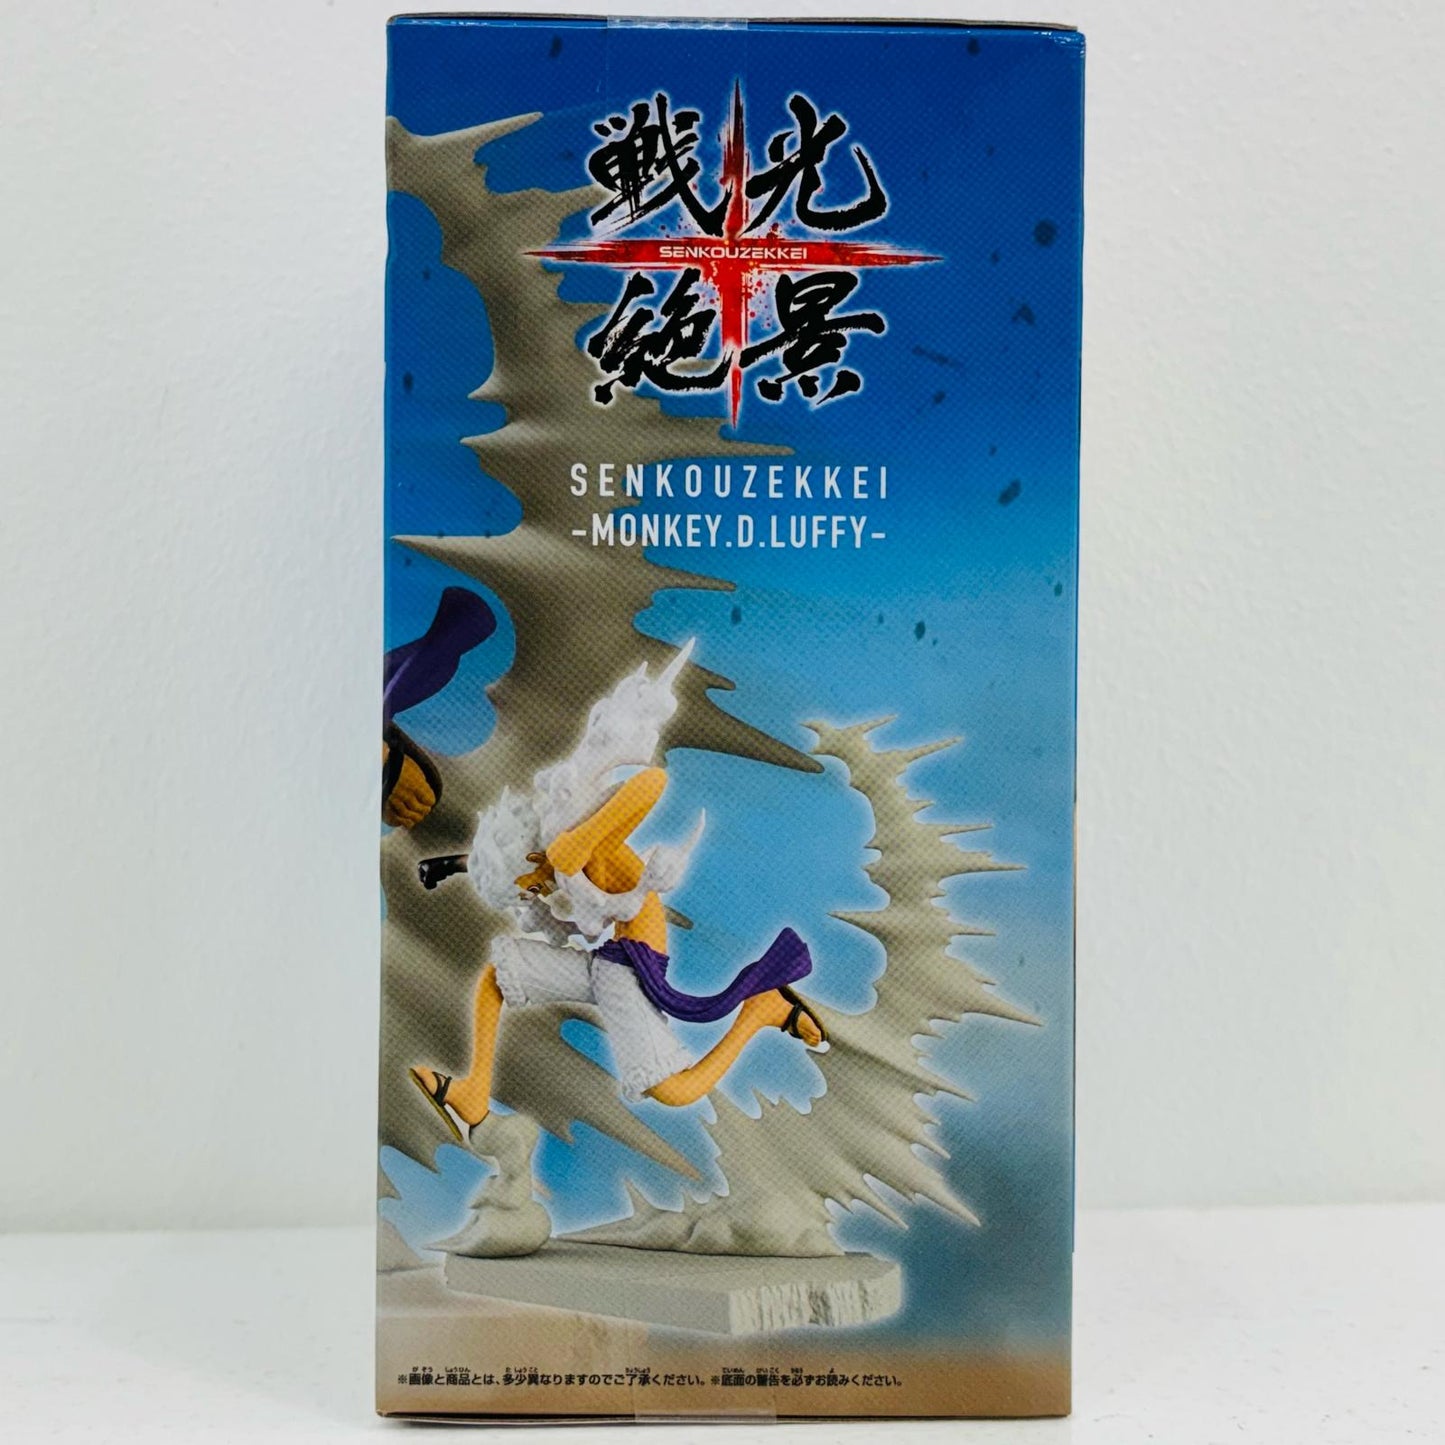 戦光
SENKOUZEKKEI
絶景
SENKOUZEKKEI
-MONKEY.D.LUFFY-
※画像と商品とは、多少異なりますのでご了承ください。※底面の警告を必ずお読みください。